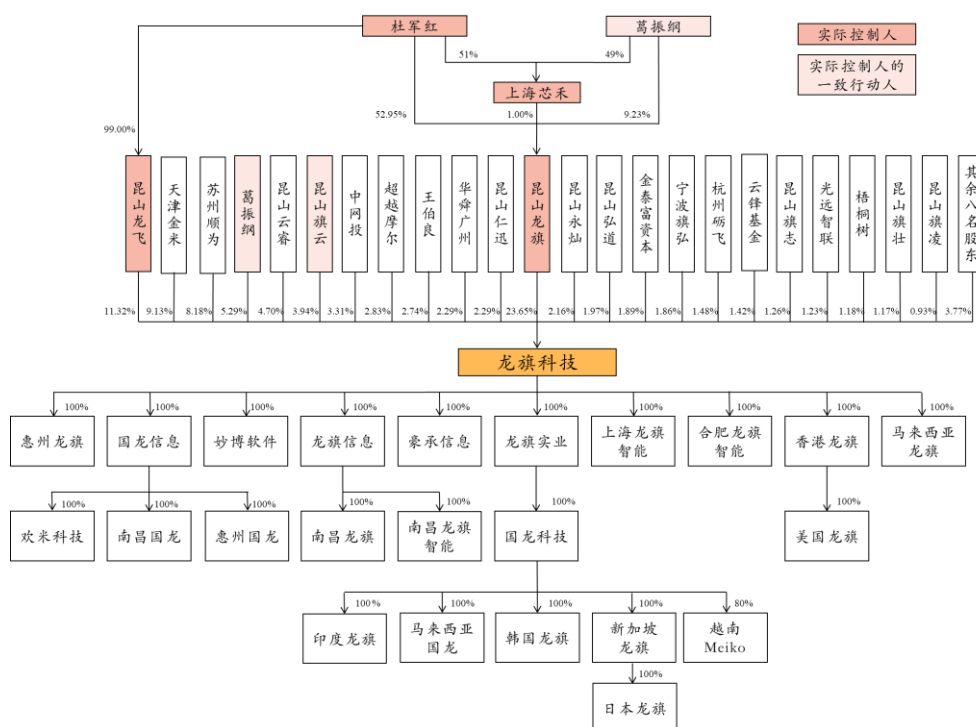 杜军红
葛振纲
实际控制人
51%
49%
实际控制人的
一致行动人
上海芯禾
52.95%
1.00%
9.23%
99.00%
昆山龙飞
天津金米
苏州顺为
葛振纲
昆山云睿
昆山旗云
中网投
超越摩尔
王伯良
华舜广州
昆山仁迅
昆山龙旗
昆山永灿
昆山弘道
金泰富资本
宁波旗弘
杭州砺飞
云锋基金
昆山旗志
光远智联
梧桐树
昆山旗壮
昆山旗凌
其余八名股东
11.32%
9.13%
8.18%
5.29%
4.70%
3.94%
3.31%
2.83%
2.74%
2.29%
2.29%
23.65%
2.16%
1.97%
1.89%
1.86%
1.48%
1.42%
1.26%
1.23%
1.18%
1.17%
0.93%
3.77%
龙旗科技
100%
100%
100%
100%
100%
100%
100%
100%
100%
100%
惠州龙旗
国龙信息
妙博软件
龙旗信息
豪承信息
龙旗实业
上海龙旗
智能
合肥龙旗
智能
香港龙旗
马来西亚
龙旗
100%
100%
100%
100%
100%
100%
100%
欢米科技
南昌国龙
惠州国龙
南昌龙旗
南昌龙旗
智能
国龙科技
美国龙旗
100%
100%
100%
100%
80%
印度龙旗
马来西亚
国龙
韩国龙旗
新加坡
龙旗
越南
Meiko
100%
日本龙旗